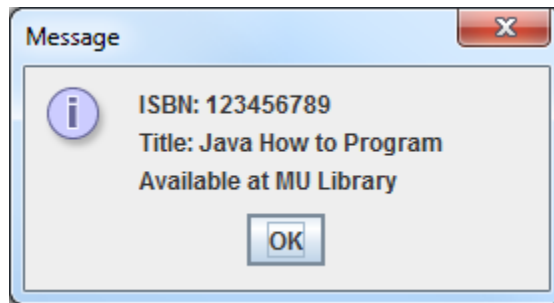 Message
ISBN: 123456789
Title: Java How to Program
Available at MU Library
OK